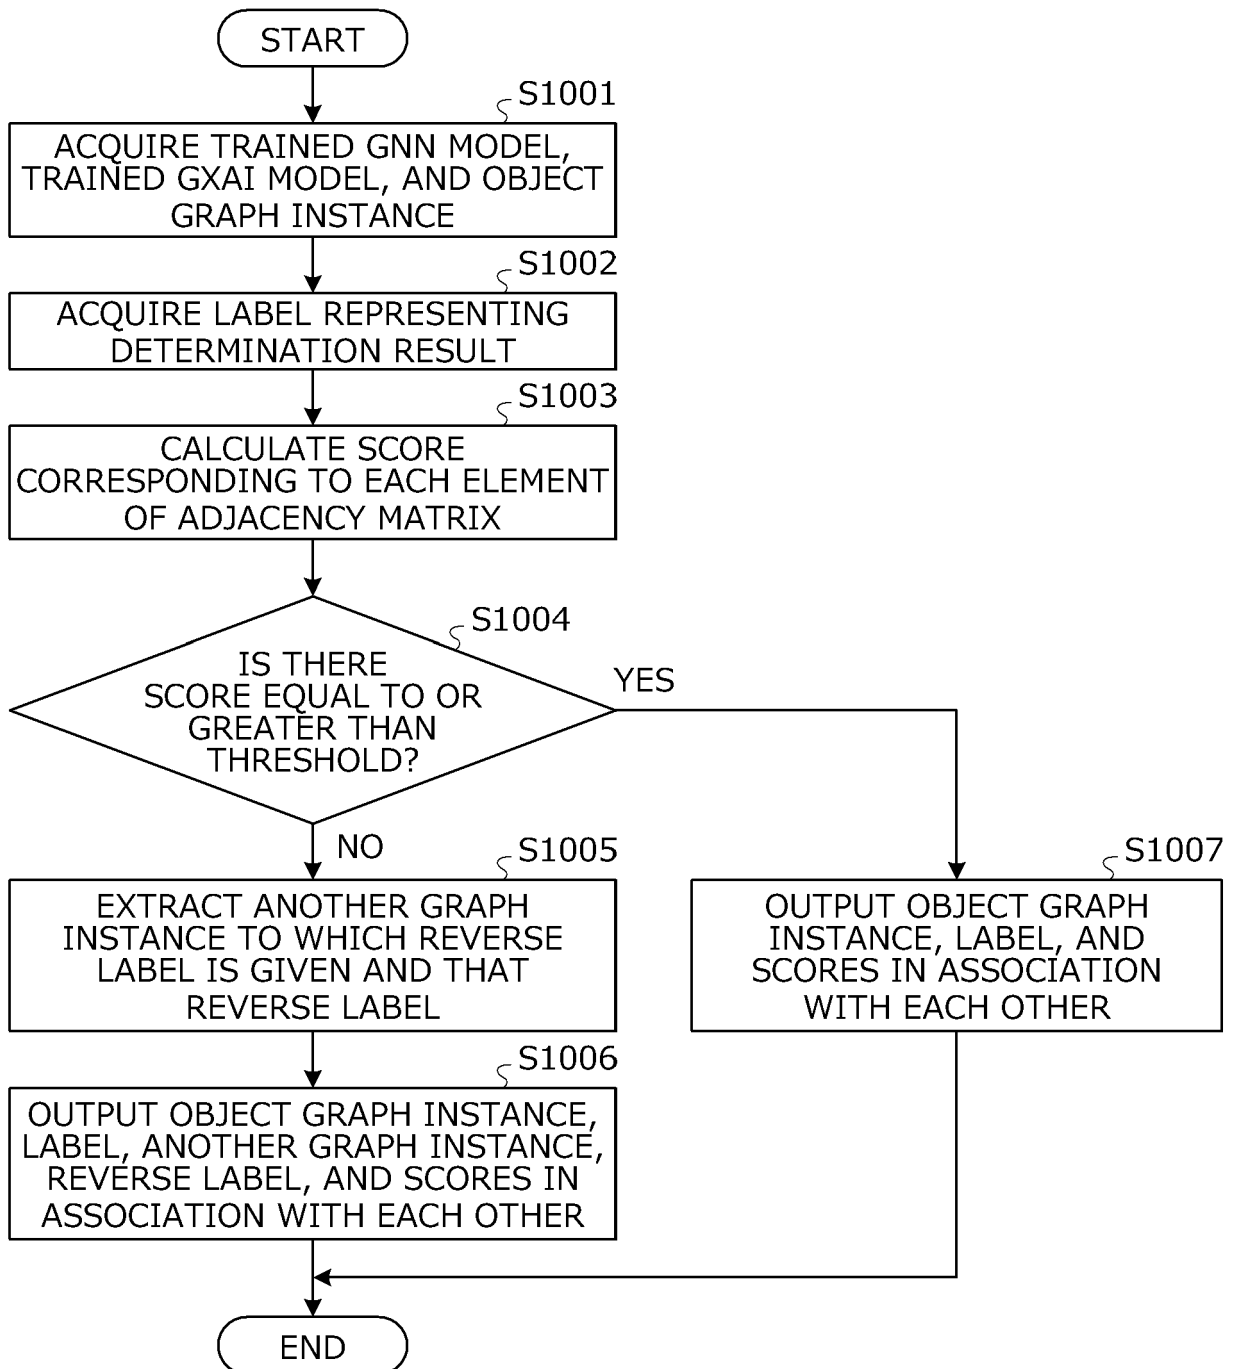 START
S1001
ACQUIRE TRAINED GNN MODEL,
TRAINED GXAI MODEL, AND OBJECT
GRAPH INSTANCE
S1002
ACQUIRE LABEL REPRESENTING
DETERMINATION RESULT
S1003
CALCULATE SCORE
CORRESPONDING TO EACH ELEMENT
OF ADJACENCY MATRIX
S1004
IS THERE
SCORE EQUAL TO OR
GREATER THAN
THRESHOLD?
YES
NO
S1005
EXTRACT ANOTHER GRAPH
INSTANCE TO WHICH REVERSE
LABEL IS GIVEN AND THAT
REVERSE LABEL
S1007
OUTPUT OBJECT GRAPH
INSTANCE, LABEL, AND
SCORES IN ASSOCIATION
WITH EACH OTHER
S1006
OUTPUT OBJECT GRAPH INSTANCE,
LABEL, ANOTHER GRAPH INSTANCE,
REVERSE LABEL, AND SCORES IN
ASSOCIATION WITH EACH OTHER
END